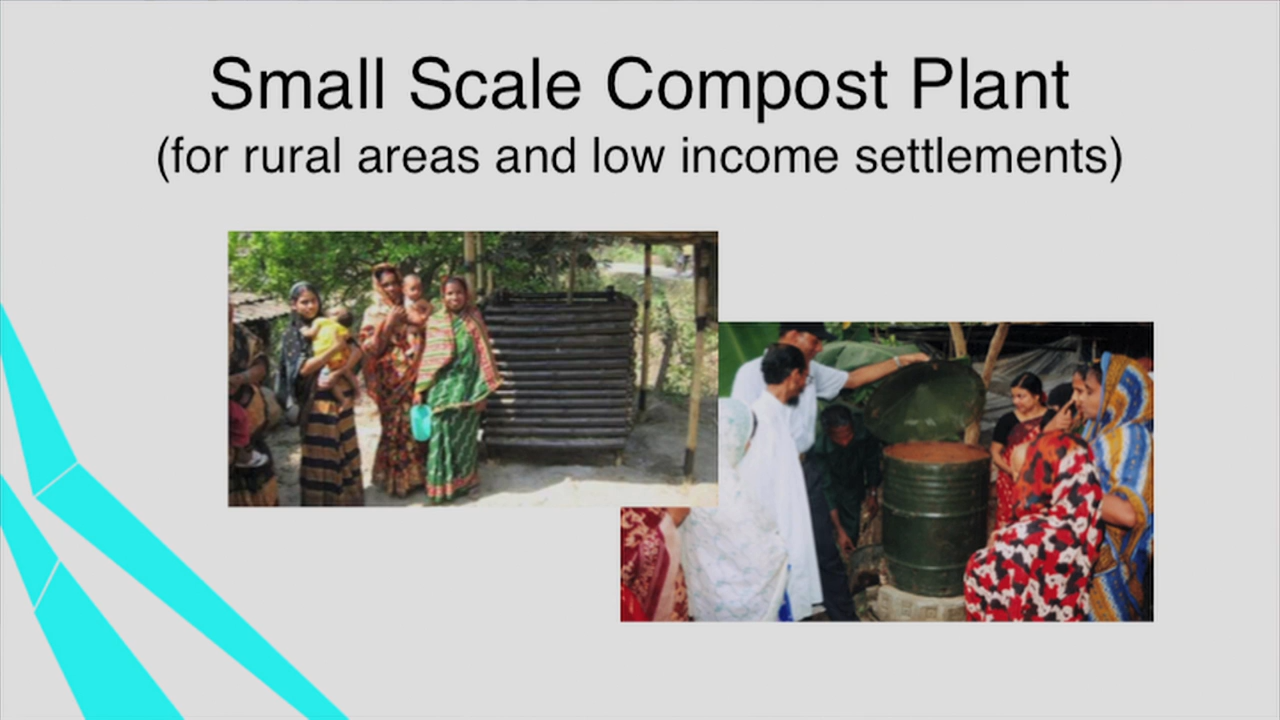 Small Scale Compost Plant
(for rural areas and low income settlements)